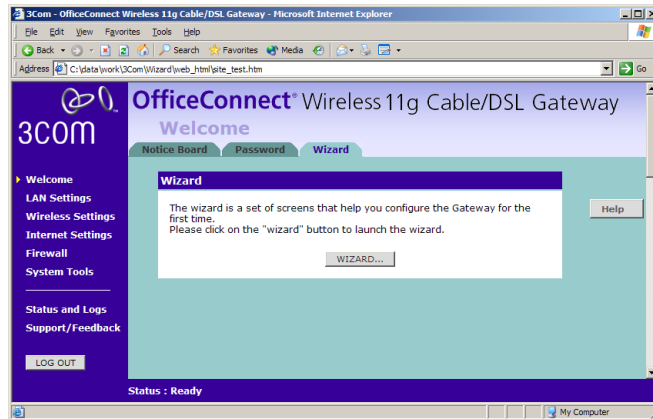 3Com - OfficeConnect Wireless 11g Cable/DSL Gateway - Microsoft Internet Explorer
File Edit View Favorites Tools Help
Back Search Favorites Media
Address C:\data\work\3Com\Wizard\web_html\site_test.htm Go
3COM
OfficeConnect® Wireless 11g Cable/DSL Gateway
Welcome
Notice Board Password Wizard
Welcome
LAN Settings
Wireless Settings
Internet Settings
Firewall
System Tools
Status and Logs
Support/Feedback
LOG OUT
Wizard
The wizard is a set of screens that help you configure the Gateway for the
first time.
Please click on the "wizard" button to launch the wizard.
WIZARD...
Help
Status : Ready
My Computer